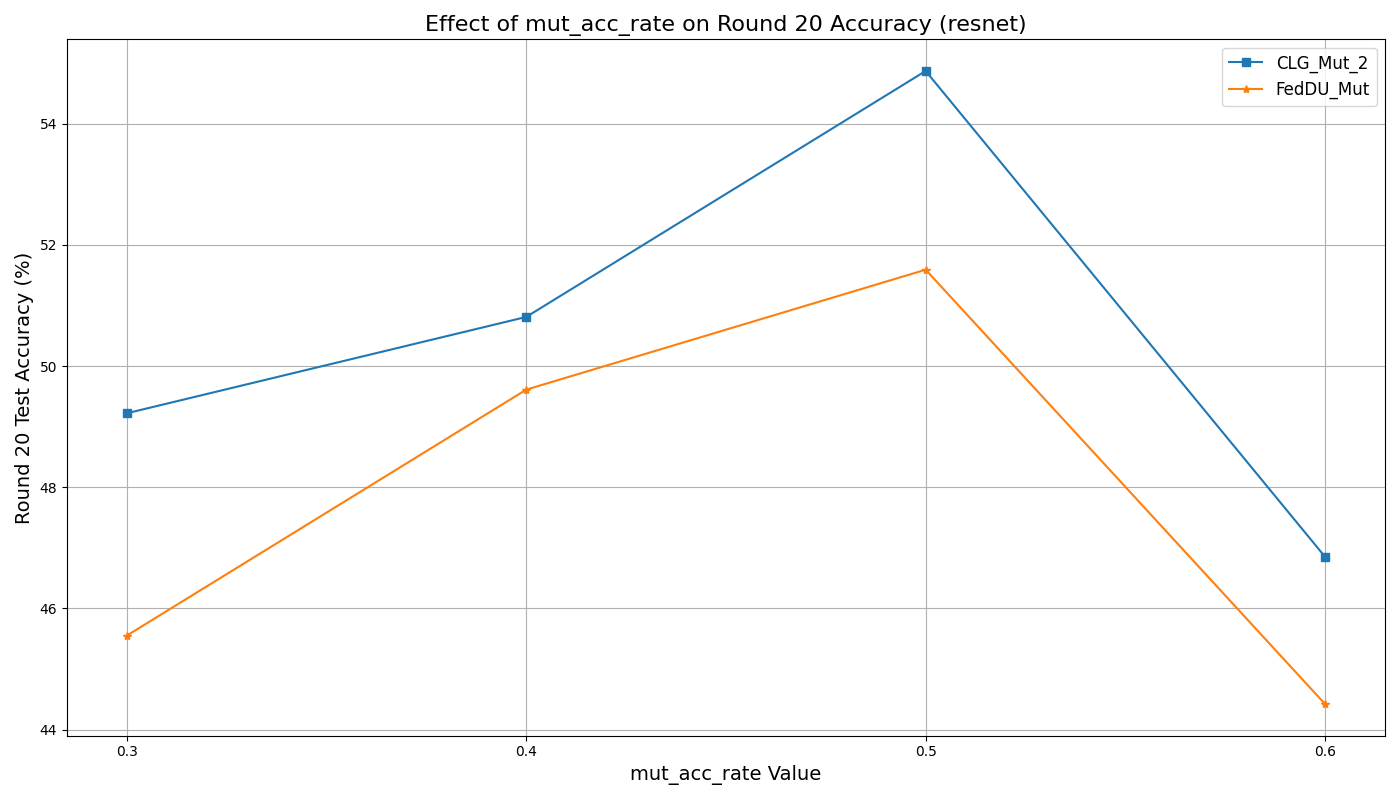 Effect of mut_acc_rate on Round 20 Accuracy (resnet)
CLG_Mut_2
FedDU_Mut
Round 20 Test Accuracy (%)
54
52
50
48
46
44
0.3
0.4
0.5
0.6
mut_acc_rate Value